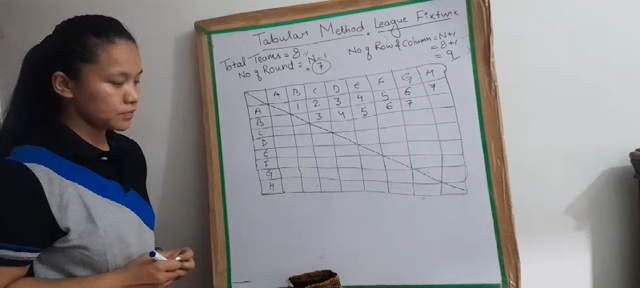 Tabular Method. League Fixture
Total Teams = 8
No of Round = N-1
= 7
No of Row & Column = N+1
= 8+1
= 9
A B C D E F G H
A 1 2 3 4 5 6 7
B 3 4 5 6 7
C
D
E
F
G
H